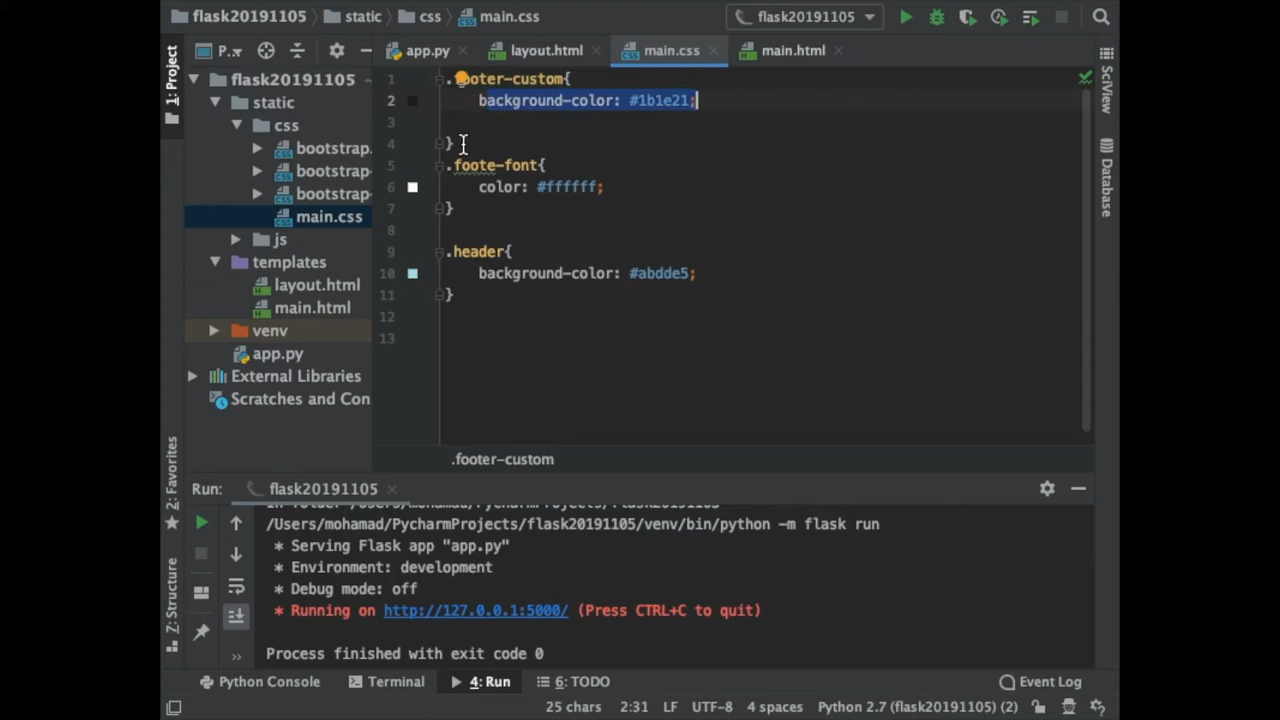 flask20191105 static css main.css flask20191105
1: Project P... app.py layout.html main.css main.html
flask20191105
static
css
bootstrap.
bootstrap-
bootstrap-
main.css
js
templates
layout.html
main.html
venv
app.py
External Libraries
Scratches and Con
1 .footer-custom{
2 background-color: #1b1e21;
3
4 }
5 .foote-font{
6 color: #ffffff;
7 }
8
9 .header{
10 background-color: #abdde5;
11 }
12
13
.footer-custom
SciView
Database
2: Favorites
Z: Structure
Run: flask20191105
/Users/mohamad/PycharmProjects/flask20191105/venv/bin/python -m flask run
* Serving Flask app "app.py"
* Environment: development
* Debug mode: off
* Running on http://127.0.0.1:5000/ (Press CTRL+C to quit)
Process finished with exit code 0
Python Console Terminal 4: Run 6: TODO Event Log
25 chars 2:31 LF UTF-8 4 spaces Python 2.7 (flask20191105) (2)